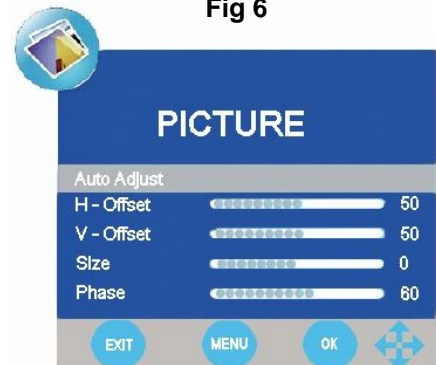 Fig 6
PICTURE
Auto Adjust
H - Offset 50
V - Offset 50
SIze 0
Phase 60
EXIT MENU OK